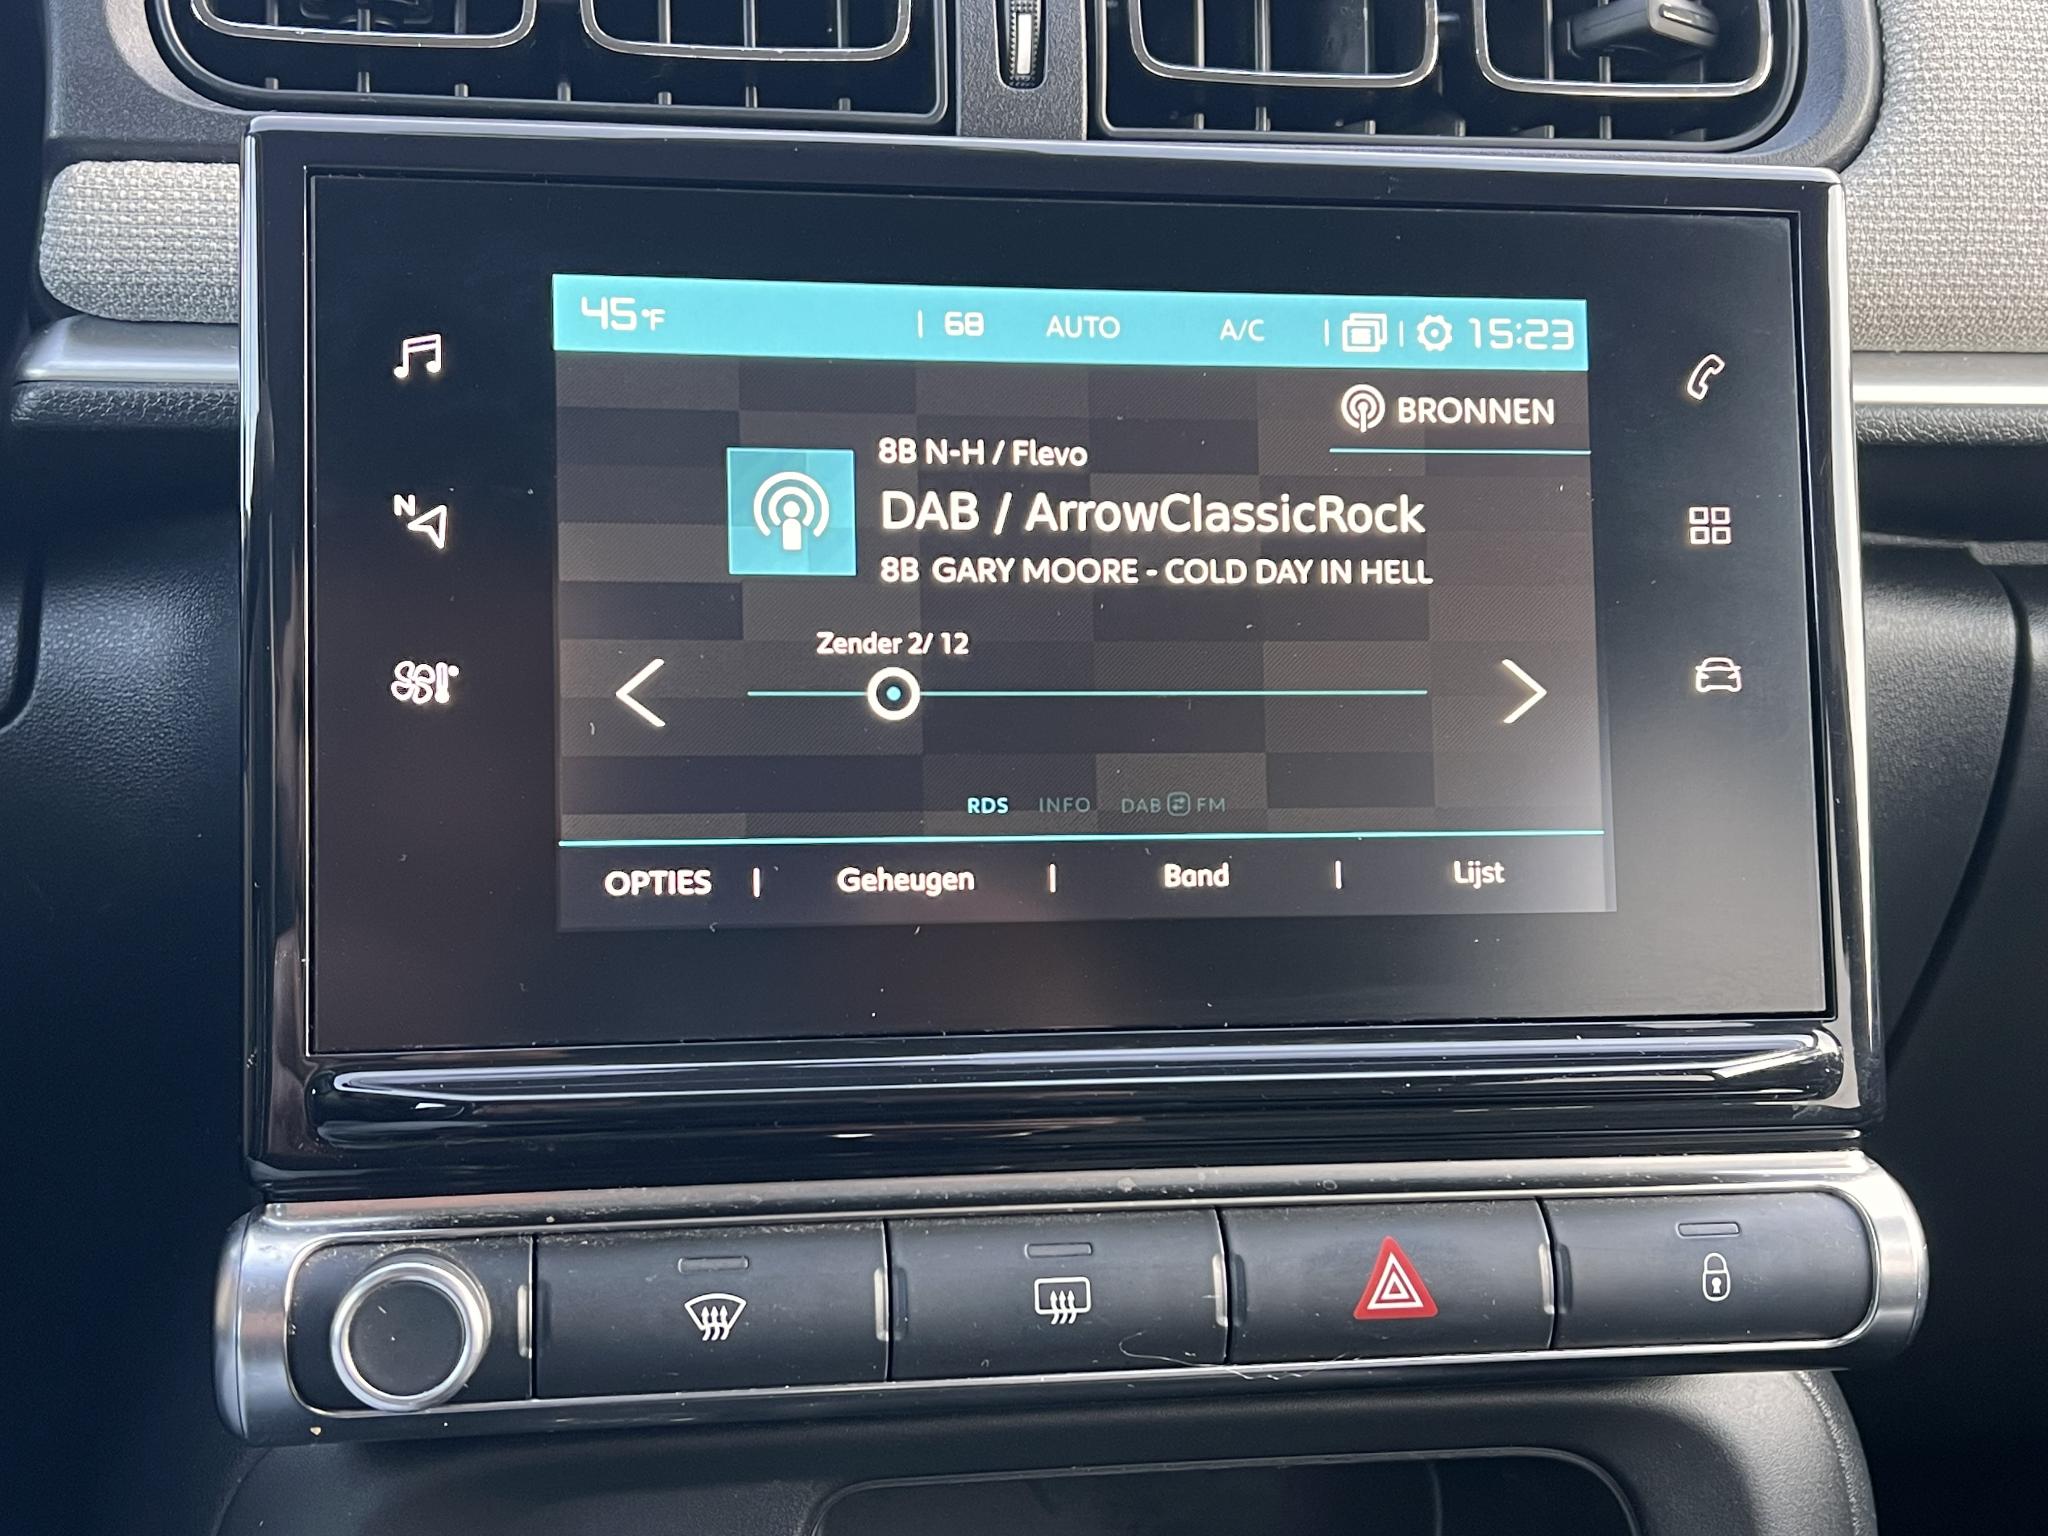 45°F | 68 AUTO A/C | | 15:23
BRONNEN
8B N-H / Flevo
DAB / ArrowClassicRock
8B GARY MOORE - COLD DAY IN HELL
Zender 2/ 12
RDS INFO DAB FM
OPTIES | Geheugen | Band | Lijst
N